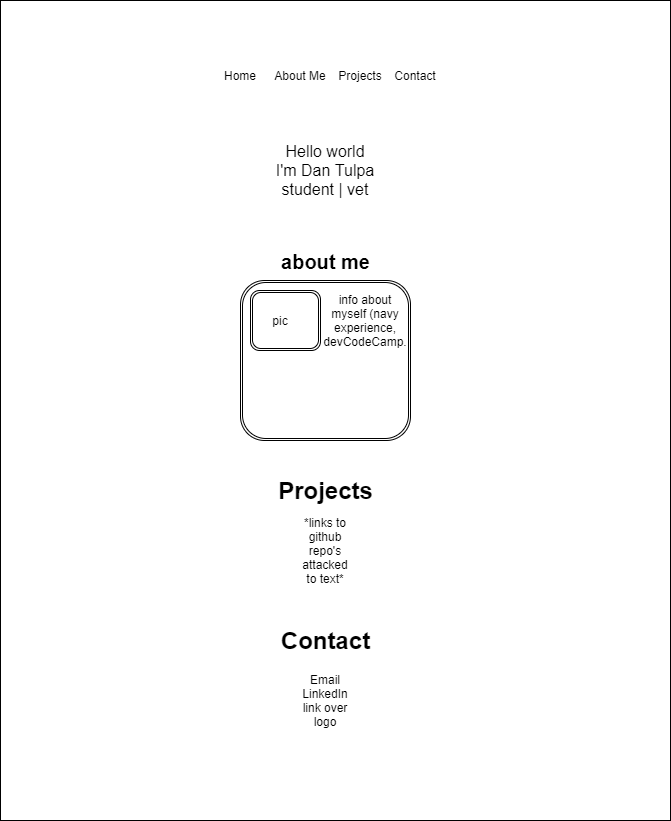 Home About Me Projects Contact
Hello world
I'm Dan Tulpa
student | vet
about me
pic
info about
myself (navy
experience,
devCodeCamp.
Projects
*links to
github
repo's
attacked
to text*
Contact
Email
LinkedIn
link over
logo